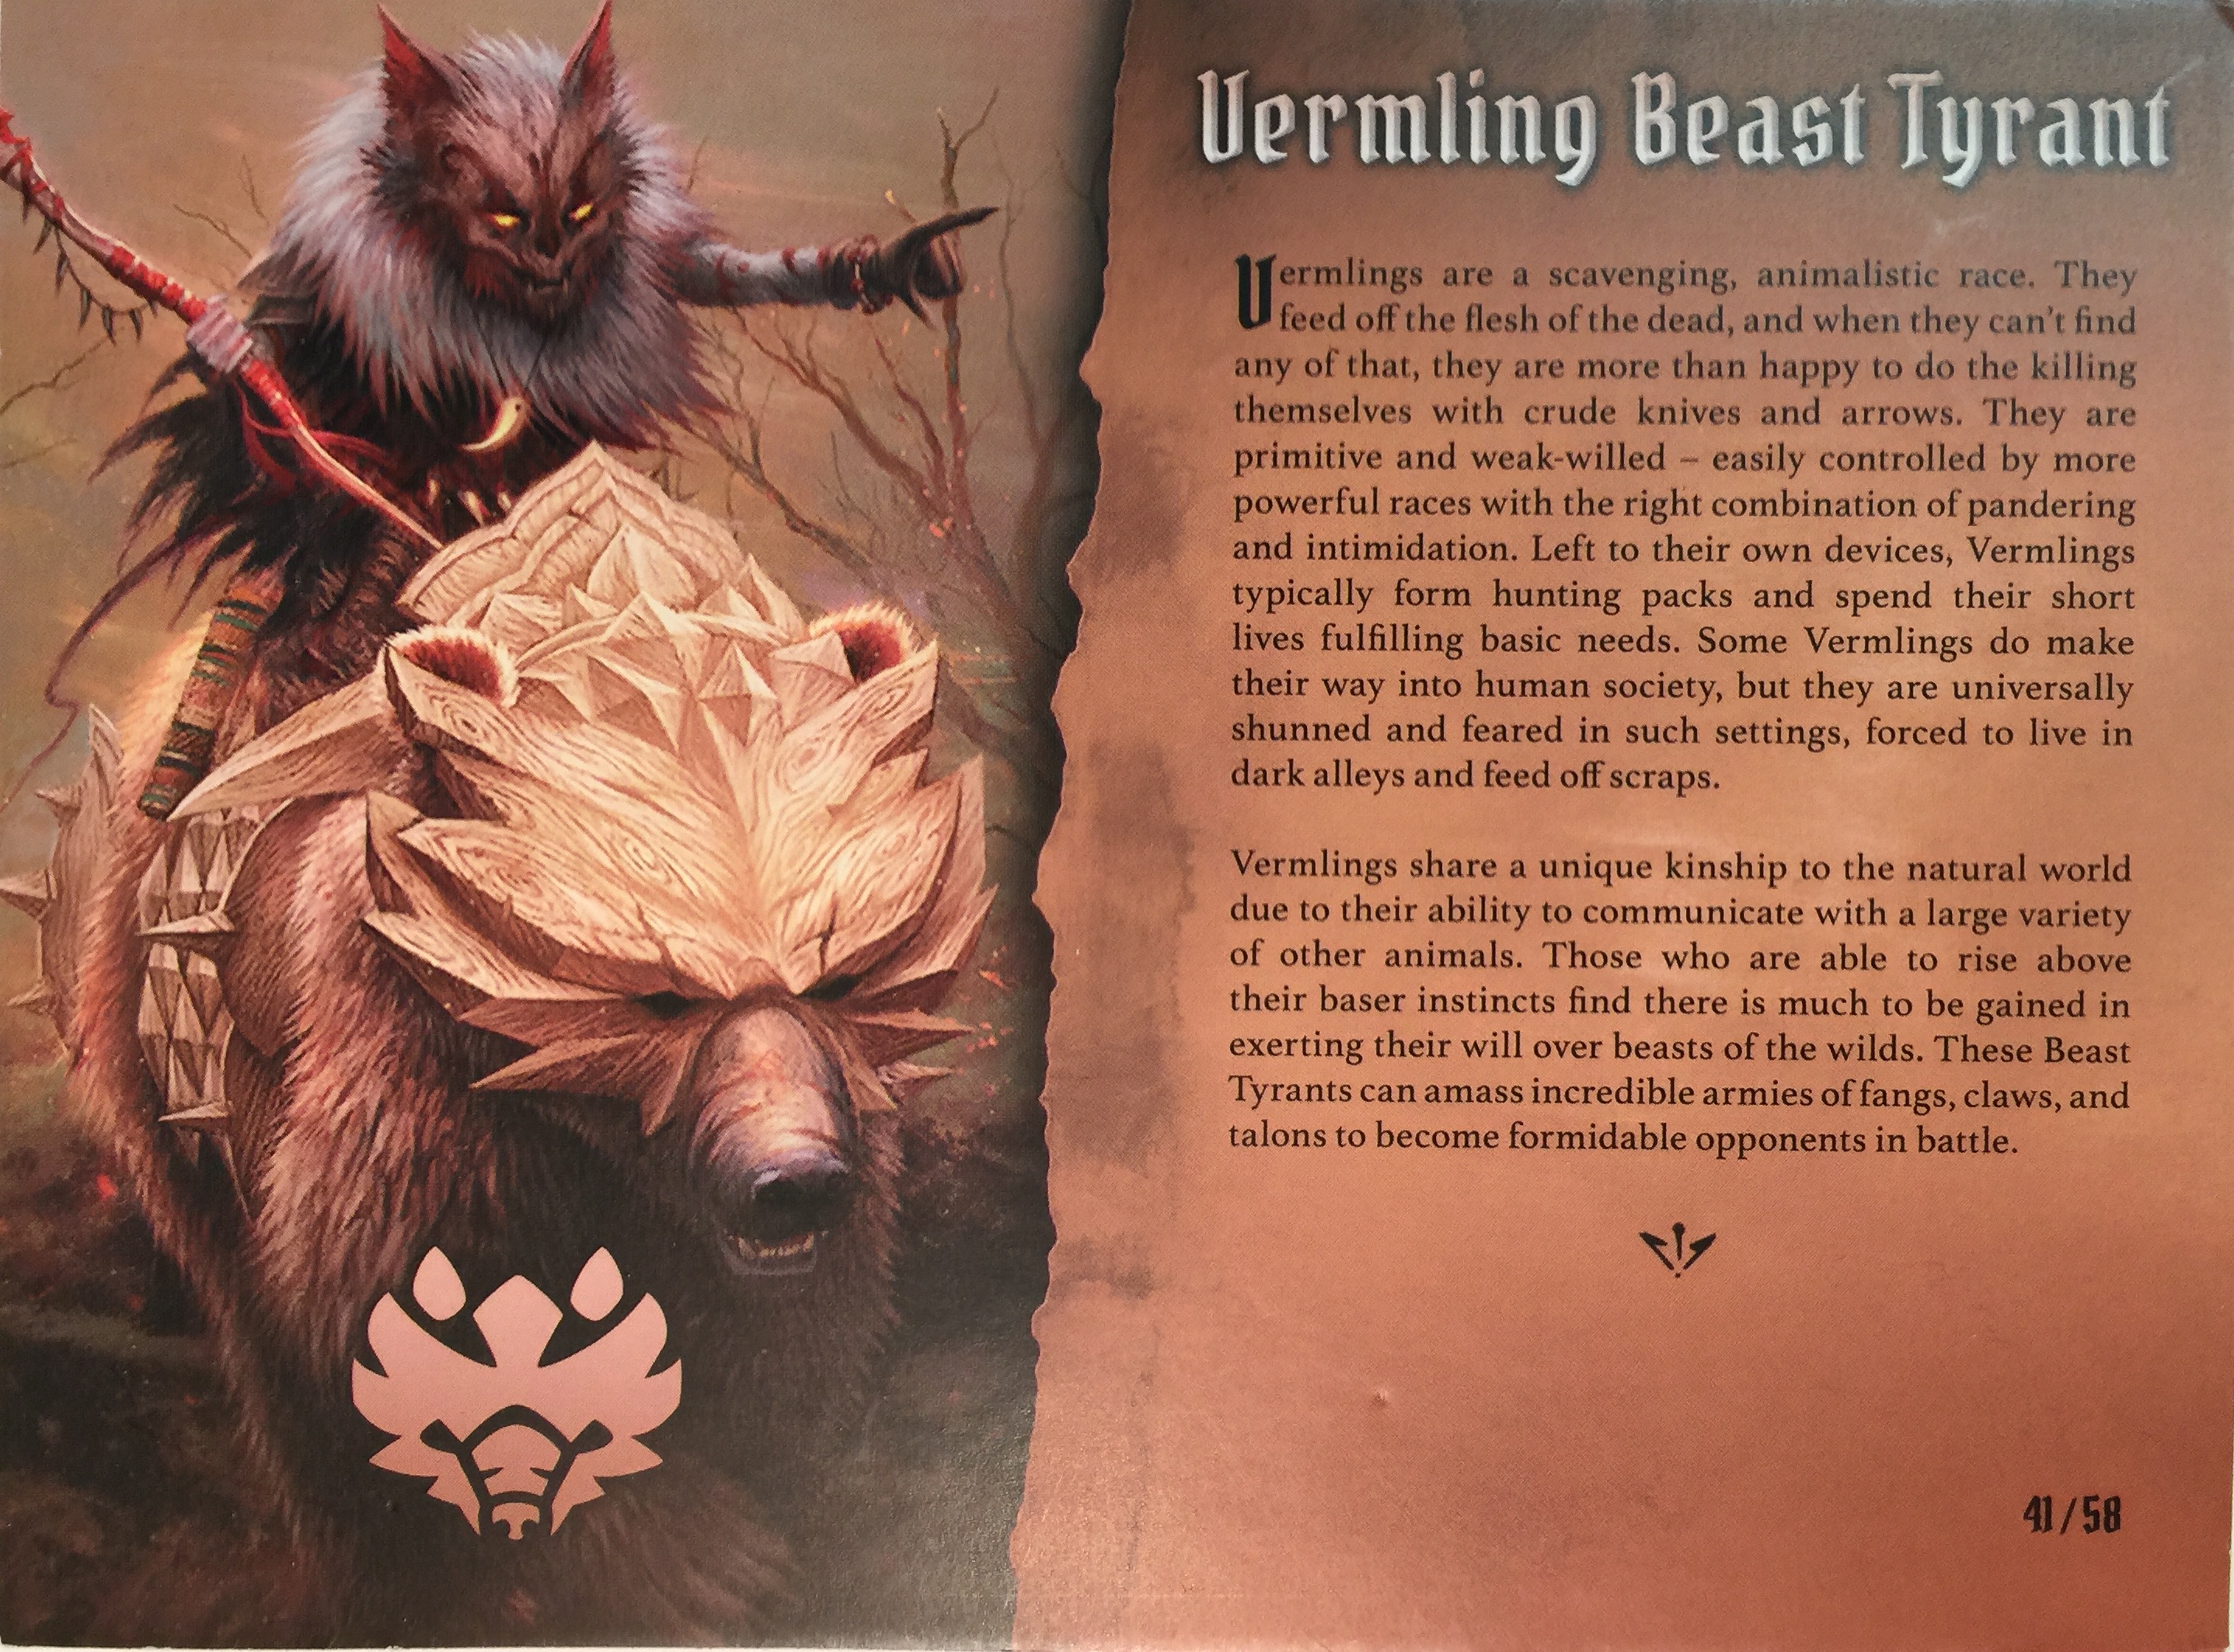 Vermling Beast Tyrant
Vermlings are a scavenging, animalistic race. They
feed off the flesh of the dead, and when they can't find
any of that, they are more than happy to do the killing
themselves with crude knives and arrows. They are
primitive and weak-willed – easily controlled by more
powerful races with the right combination of pandering
and intimidation. Left to their own devices, Vermlings
typically form hunting packs and spend their short
lives fulfilling basic needs. Some Vermlings do make
their way into human society, but they are universally
shunned and feared in such settings, forced to live in
dark alleys and feed off scraps.
Vermlings share a unique kinship to the natural world
due to their ability to communicate with a large variety
of other animals. Those who are able to rise above
their baser instincts find there is much to be gained in
exerting their will over beasts of the wilds. These Beast
Tyrants can amass incredible armies of fangs, claws, and
talons to become formidable opponents in battle.
41/58